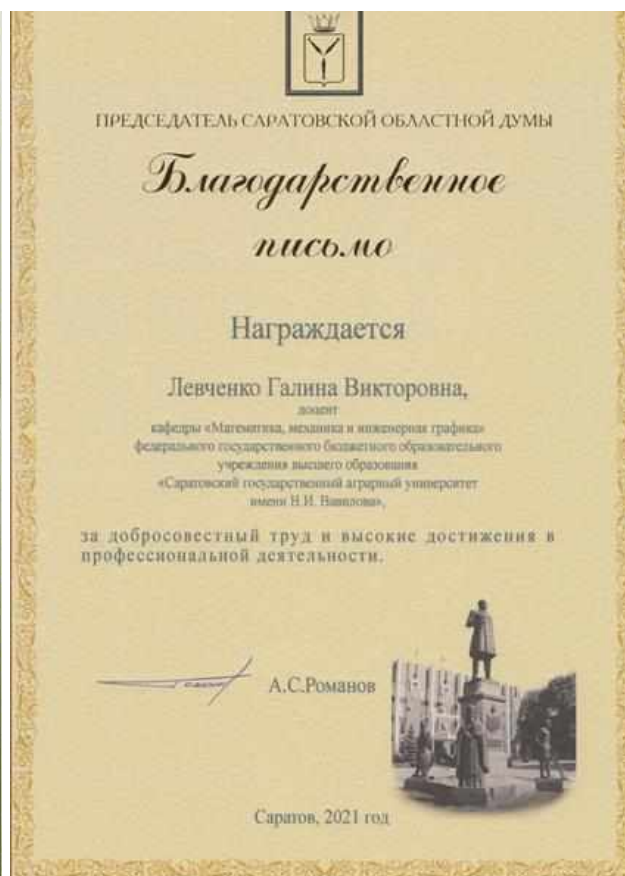 ПРЕДСЕДАТЕЛЬ САРАТОВСКОЙ ОБЛАСТНОЙ ДУМЫ
Благодарственное
письмо
Награждается
Левченко Галина Викторовна,
доцент
кафедры «Математика, механика и инженерная графика»
федерального государственного бюджетного образовательного
учреждения высшего образования
«Саратовский государственный аграрный университет
имени Н.И. Вавилова»,
за добросовестный труд и высокие достижения в
профессиональной деятельности.
А.С.Романов
Саратов, 2021 год